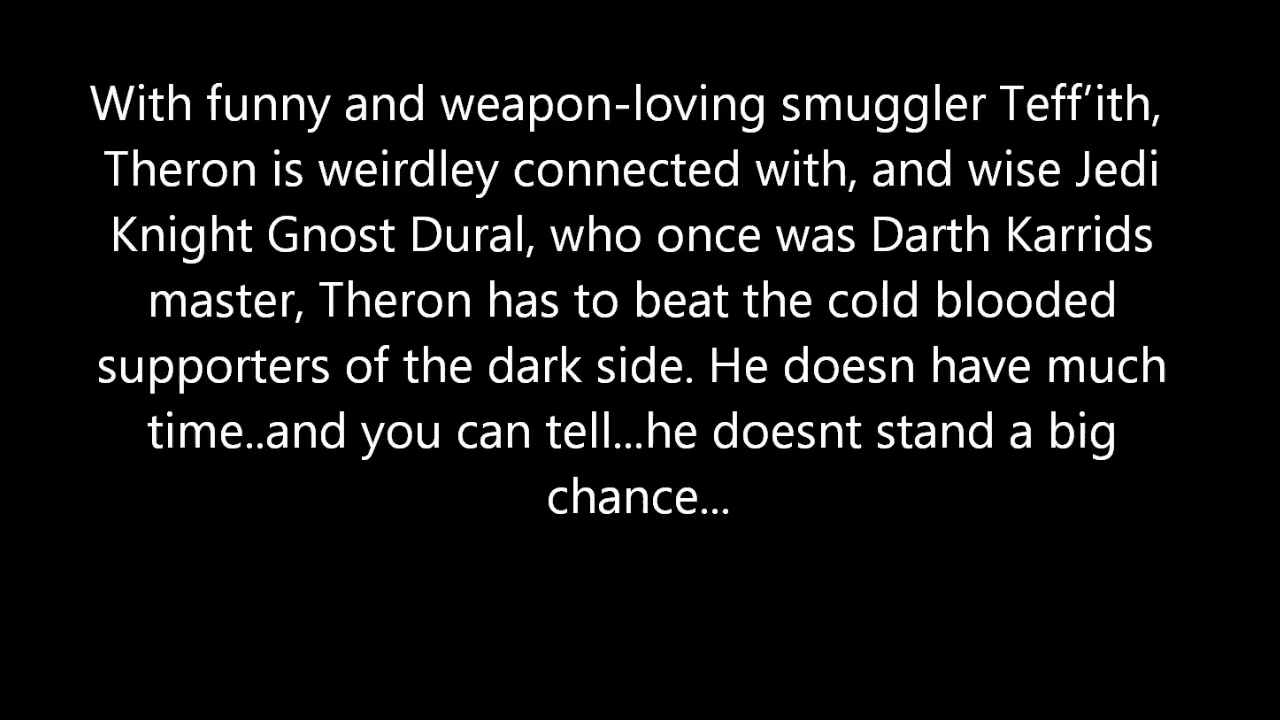 With funny and weapon-loving smuggler Teff’ith,
Theron is weirdley connected with, and wise Jedi
Knight Gnost Dural, who once was Darth Karrids
master, Theron has to beat the cold blooded
supporters of the dark side. He doesn have much
time..and you can tell...he doesnt stand a big
chance...